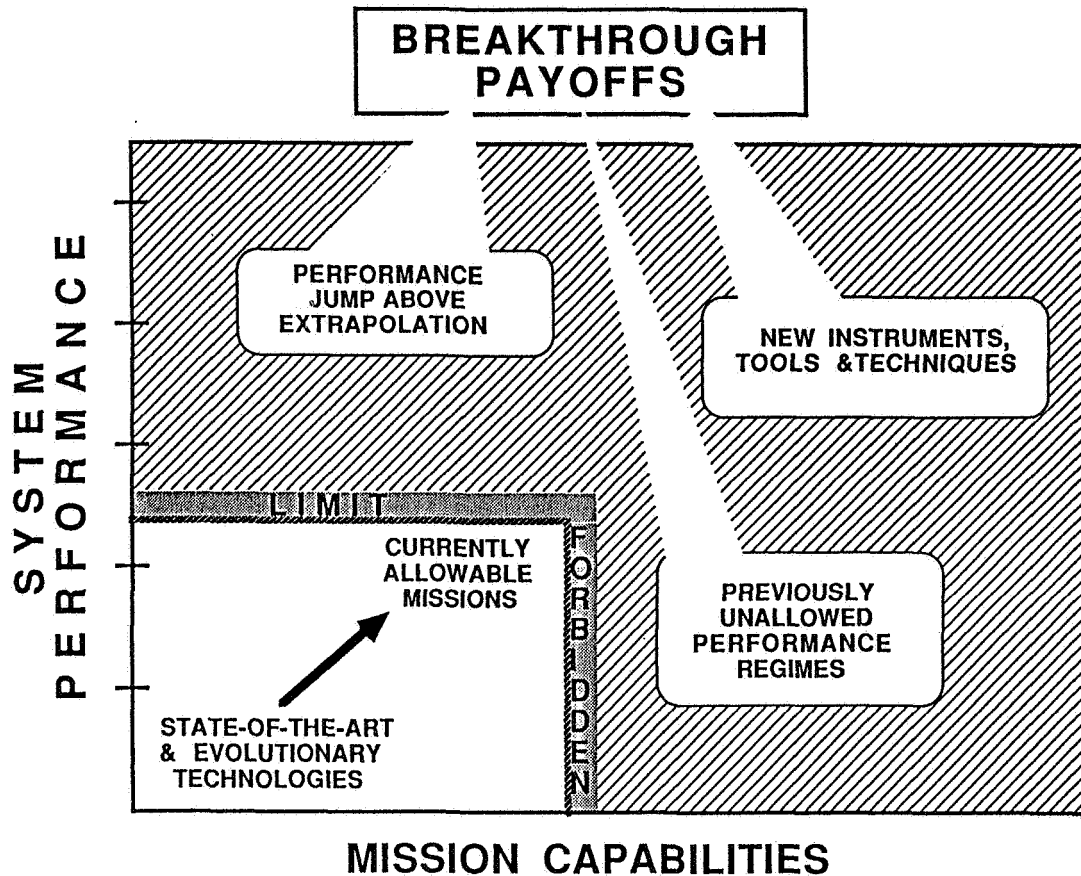 BREAKTHROUGH
PAYOFFS
SYSTEM
PERFORMANCE
PERFORMANCE
JUMP ABOVE
EXTRAPOLATION
NEW INSTRUMENTS,
TOOLS &TECHNIQUES
LIMIT
FORBIDDEN
CURRENTLY
ALLOWABLE
MISSIONS
PREVIOUSLY
UNALLOWED
PERFORMANCE
REGIMES
STATE-OF-THE-ART
& EVOLUTIONARY
TECHNOLOGIES
MISSION CAPABILITIES